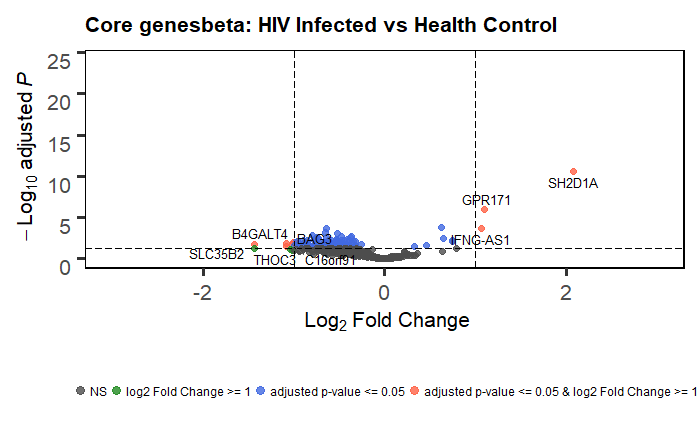 Core genesbeta: HIV Infected vs Health Control
25
20
15
10
5
0
− Log10 adjusted P
SH2D1A
GPR171
B4GALT4
BAG3
IFNG-AS1
SLC35B2
THOC3
C16orf91
-2
0
2
Log2 Fold Change
NS log2 Fold Change >= 1 adjusted p-value <= 0.05 adjusted p-value <= 0.05 & log2 Fold Change >= 1